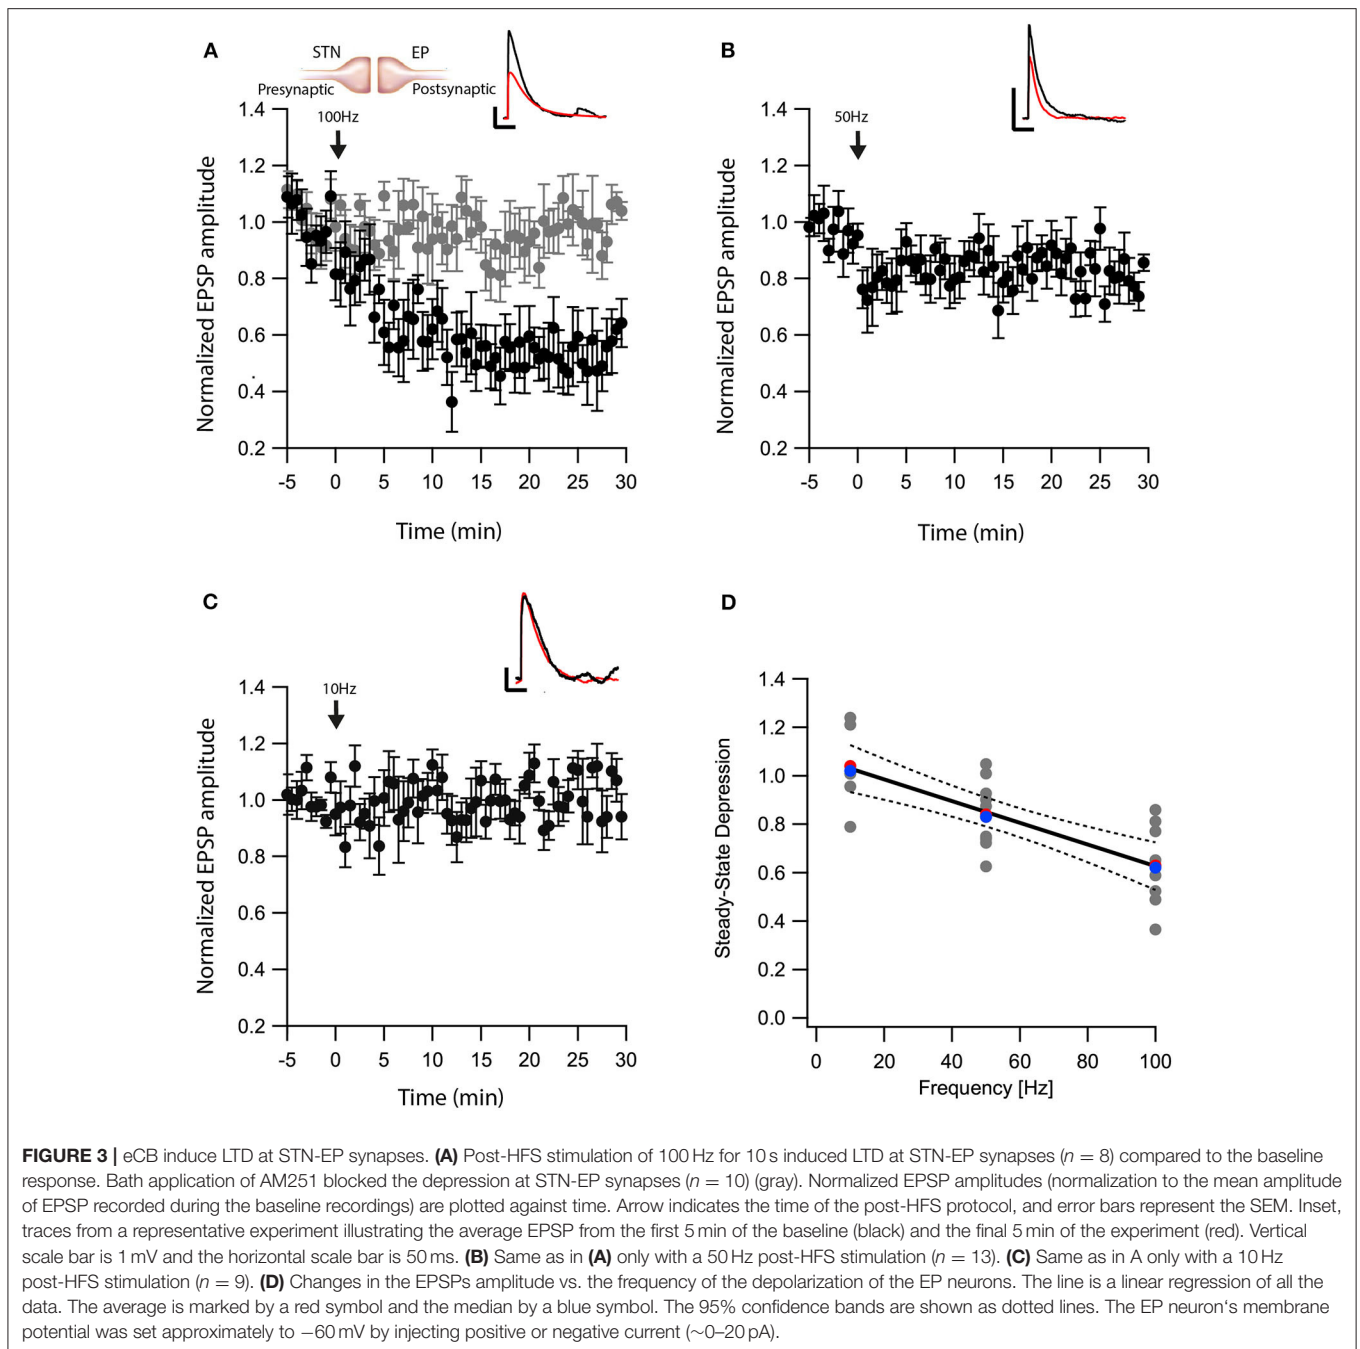 A
STN
EP
Presynaptic
Postsynaptic
100Hz
Normalized EPSP amplitude
1.4
1.2
1.0
0.8
0.6
0.4
0.2
-5 0 5 10 15 20 25 30
Time (min)
B
50Hz
Normalized EPSP amplitude
1.4
1.2
1.0
0.8
0.6
0.4
0.2
-5 0 5 10 15 20 25 30
Time (min)
C
10Hz
Normalized EPSP amplitude
1.4
1.2
1.0
0.8
0.6
0.4
0.2
-5 0 5 10 15 20 25 30
Time (min)
D
Steady-State Depression
1.4
1.2
1.0
0.8
0.6
0.4
0.2
0.0
0 20 40 60 80 100
Frequency [Hz]
FIGURE 3 | eCB induce LTD at STN-EP synapses. (A) Post-HFS stimulation of 100 Hz for 10 s induced LTD at STN-EP synapses (n = 8) compared to the baseline
response. Bath application of AM251 blocked the depression at STN-EP synapses (n = 10) (gray). Normalized EPSP amplitudes (normalization to the mean amplitude
of EPSP recorded during the baseline recordings) are plotted against time. Arrow indicates the time of the post-HFS protocol, and error bars represent the SEM. Inset,
traces from a representative experiment illustrating the average EPSP from the first 5 min of the baseline (black) and the final 5 min of the experiment (red). Vertical
scale bar is 1 mV and the horizontal scale bar is 50 ms. (B) Same as in (A) only with a 50 Hz post-HFS stimulation (n = 13). (C) Same as in A only with a 10 Hz
post-HFS stimulation (n = 9). (D) Changes in the EPSPs amplitude vs. the frequency of the depolarization of the EP neurons. The line is a linear regression of all the
data. The average is marked by a red symbol and the median by a blue symbol. The 95% confidence bands are shown as dotted lines. The EP neuron's membrane
potential was set approximately to −60 mV by injecting positive or negative current (∼0–20 pA).